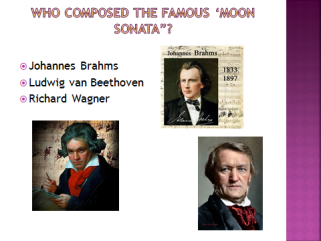 WHO COMPOSED THE FAMOUS ‘MOON
SONATA”?
Johannes Brahms
Ludwig van Beethoven
Richard Wagner
Johannes Brahms
1833
1897